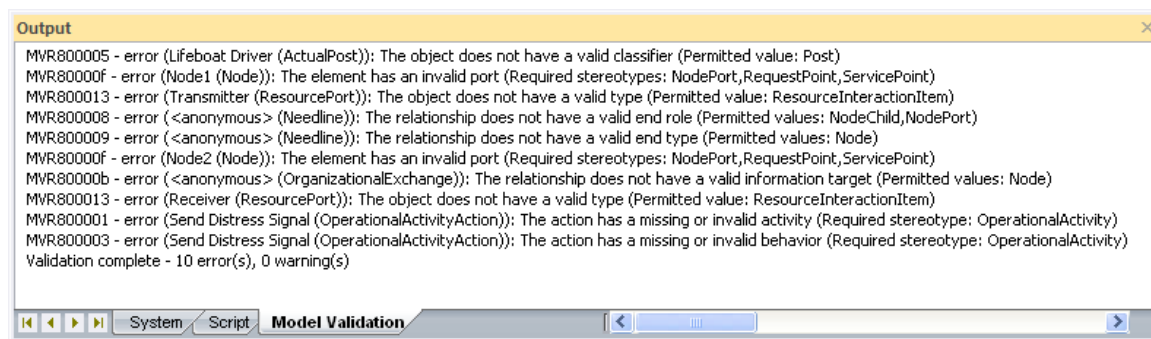 Output
MVR800005 - error (Lifeboat Driver (ActualPost)): The object does not have a valid classifier (Permitted value: Post)
MVR80000f - error (Node1 (Node)): The element has an invalid port (Required stereotypes: NodePort,RequestPoint,ServicePoint)
MVR800013 - error (Transmitter (ResourcePort)): The object does not have a valid type (Permitted value: ResourceInteractionItem)
MVR800008 - error (<anonymous> (Needline)): The relationship does not have a valid end role (Permitted values: NodeChild,NodePort)
MVR800009 - error (<anonymous> (Needline)): The relationship does not have a valid end type (Permitted values: Node)
MVR80000f - error (Node2 (Node)): The element has an invalid port (Required stereotypes: NodePort,RequestPoint,ServicePoint)
MVR80000b - error (<anonymous> (OrganizationalExchange)): The relationship does not have a valid information target (Permitted values: Node)
MVR800013 - error (Receiver (ResourcePort)): The object does not have a valid type (Permitted value: ResourceInteractionItem)
MVR800001 - error (Send Distress Signal (OperationalActivityAction)): The action has a missing or invalid activity (Required stereotype: OperationalActivity)
MVR800003 - error (Send Distress Signal (OperationalActivityAction)): The action has a missing or invalid behavior (Required stereotype: OperationalActivity)
Validation complete - 10 error(s), 0 warning(s)
System Script Model Validation